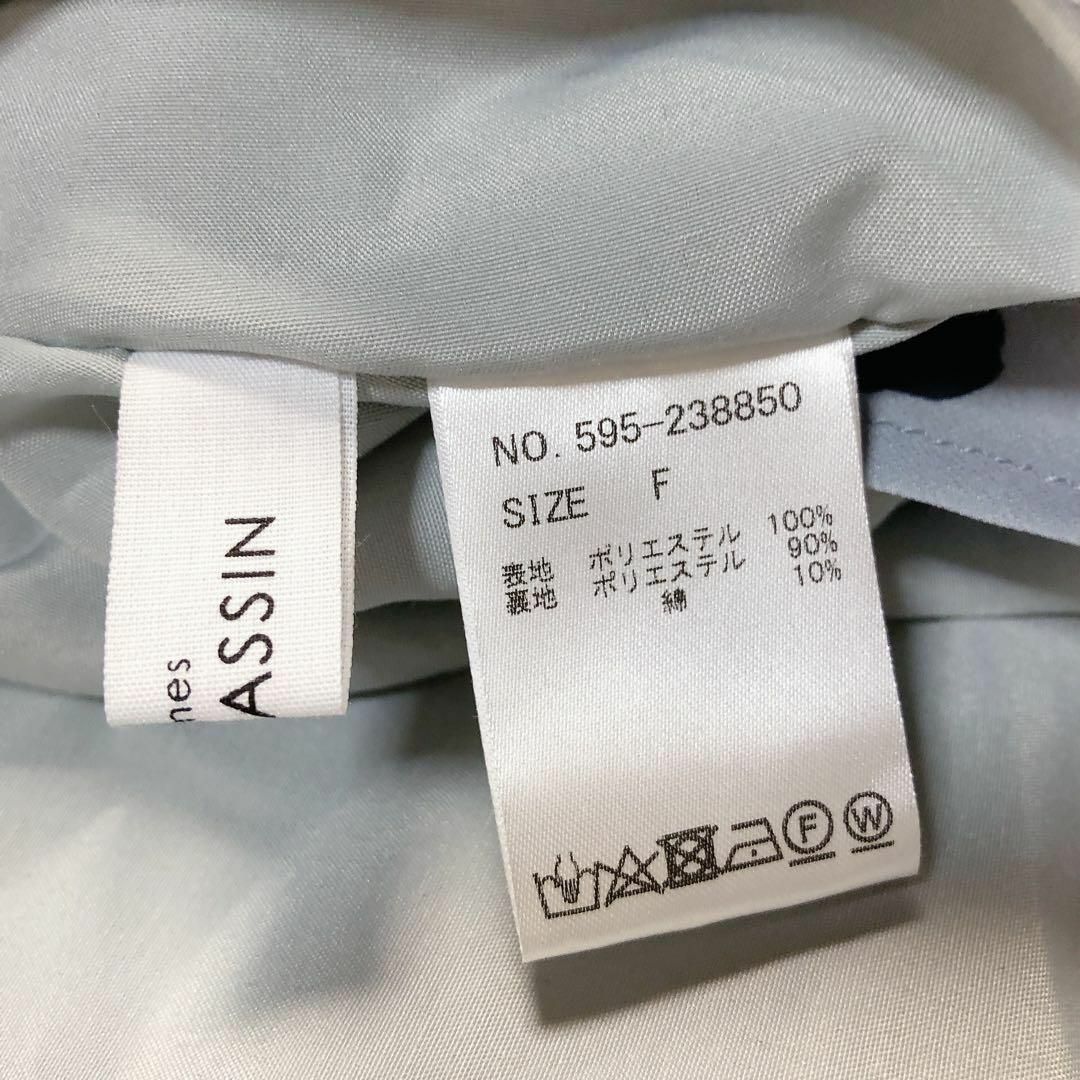 mes
ASSIN
NO. 595-238850
SIZE F
表地 ポリエステル 100%
裏地 ポリエステル 90%
綿 10%
F W